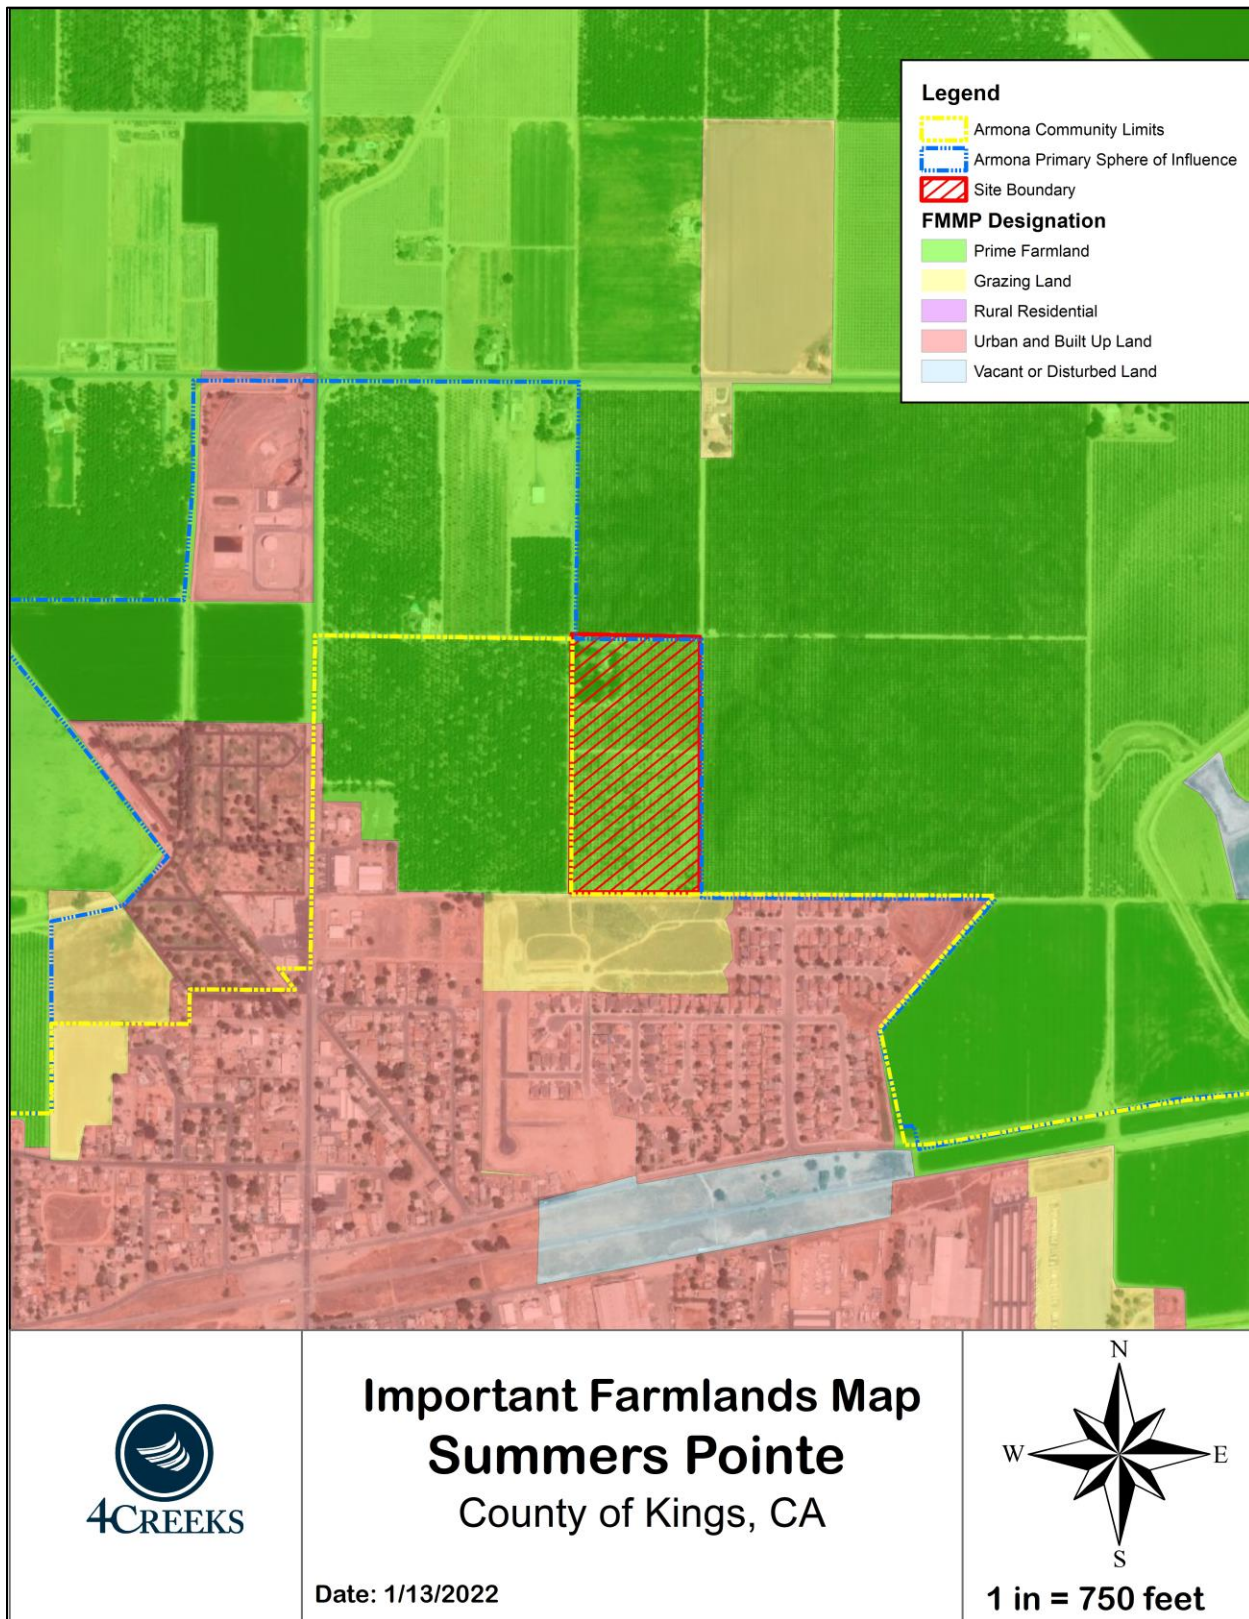 Legend
Armona Community Limits
Armona Primary Sphere of Influence
Site Boundary
FMMP Designation
Prime Farmland
Grazing Land
Rural Residential
Urban and Built Up Land
Vacant or Disturbed Land
4CREEKS
Important Farmlands Map
Summers Pointe
County of Kings, CA
Date: 1/13/2022
N
W E
S
1 in = 750 feet